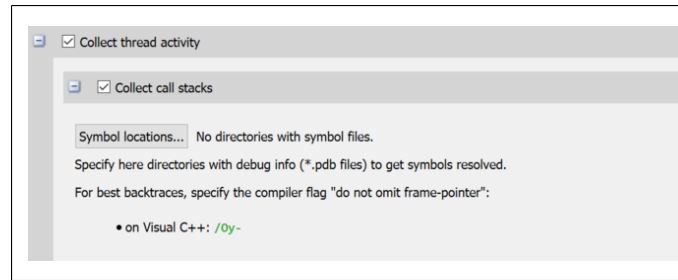 Collect thread activity
Collect call stacks
Symbol locations... No directories with symbol files.
Specify here directories with debug info (*.pdb files) to get symbols resolved.
For best backtraces, specify the compiler flag "do not omit frame-pointer":
• on Visual C++: /Oy-